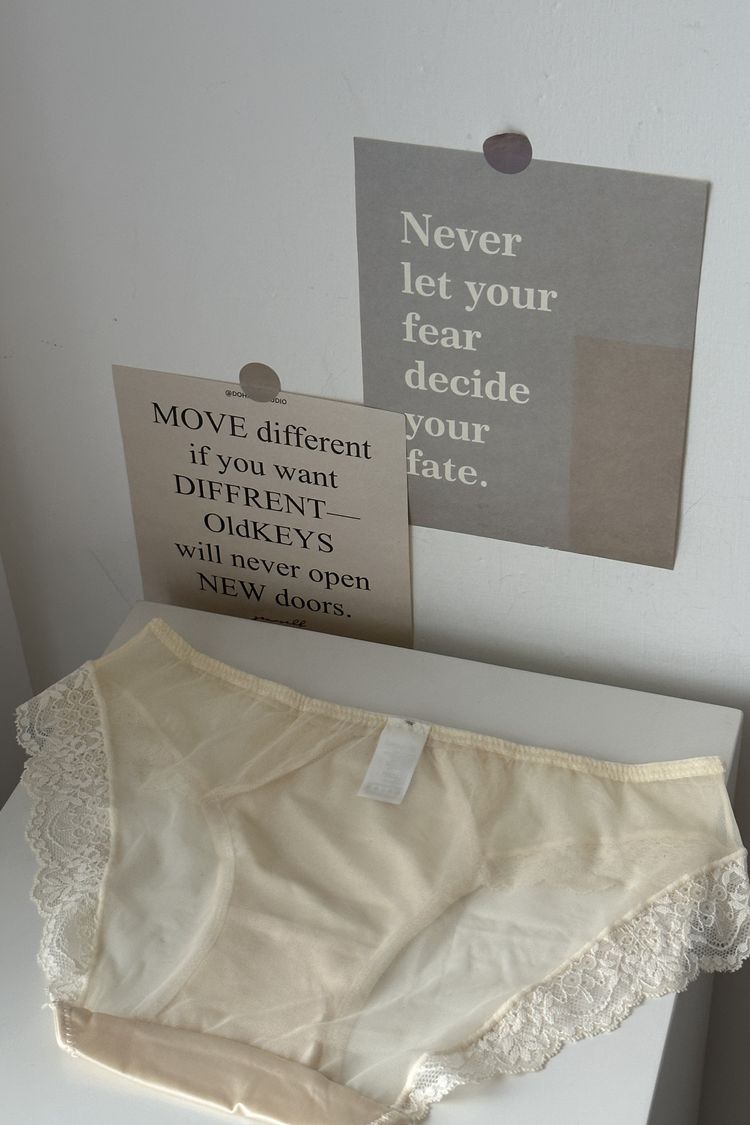 Never
let your
fear
decide
your
fate.
MOVE different
if you want
DIFFRENT—
OldKEYS
will never open
NEW doors.